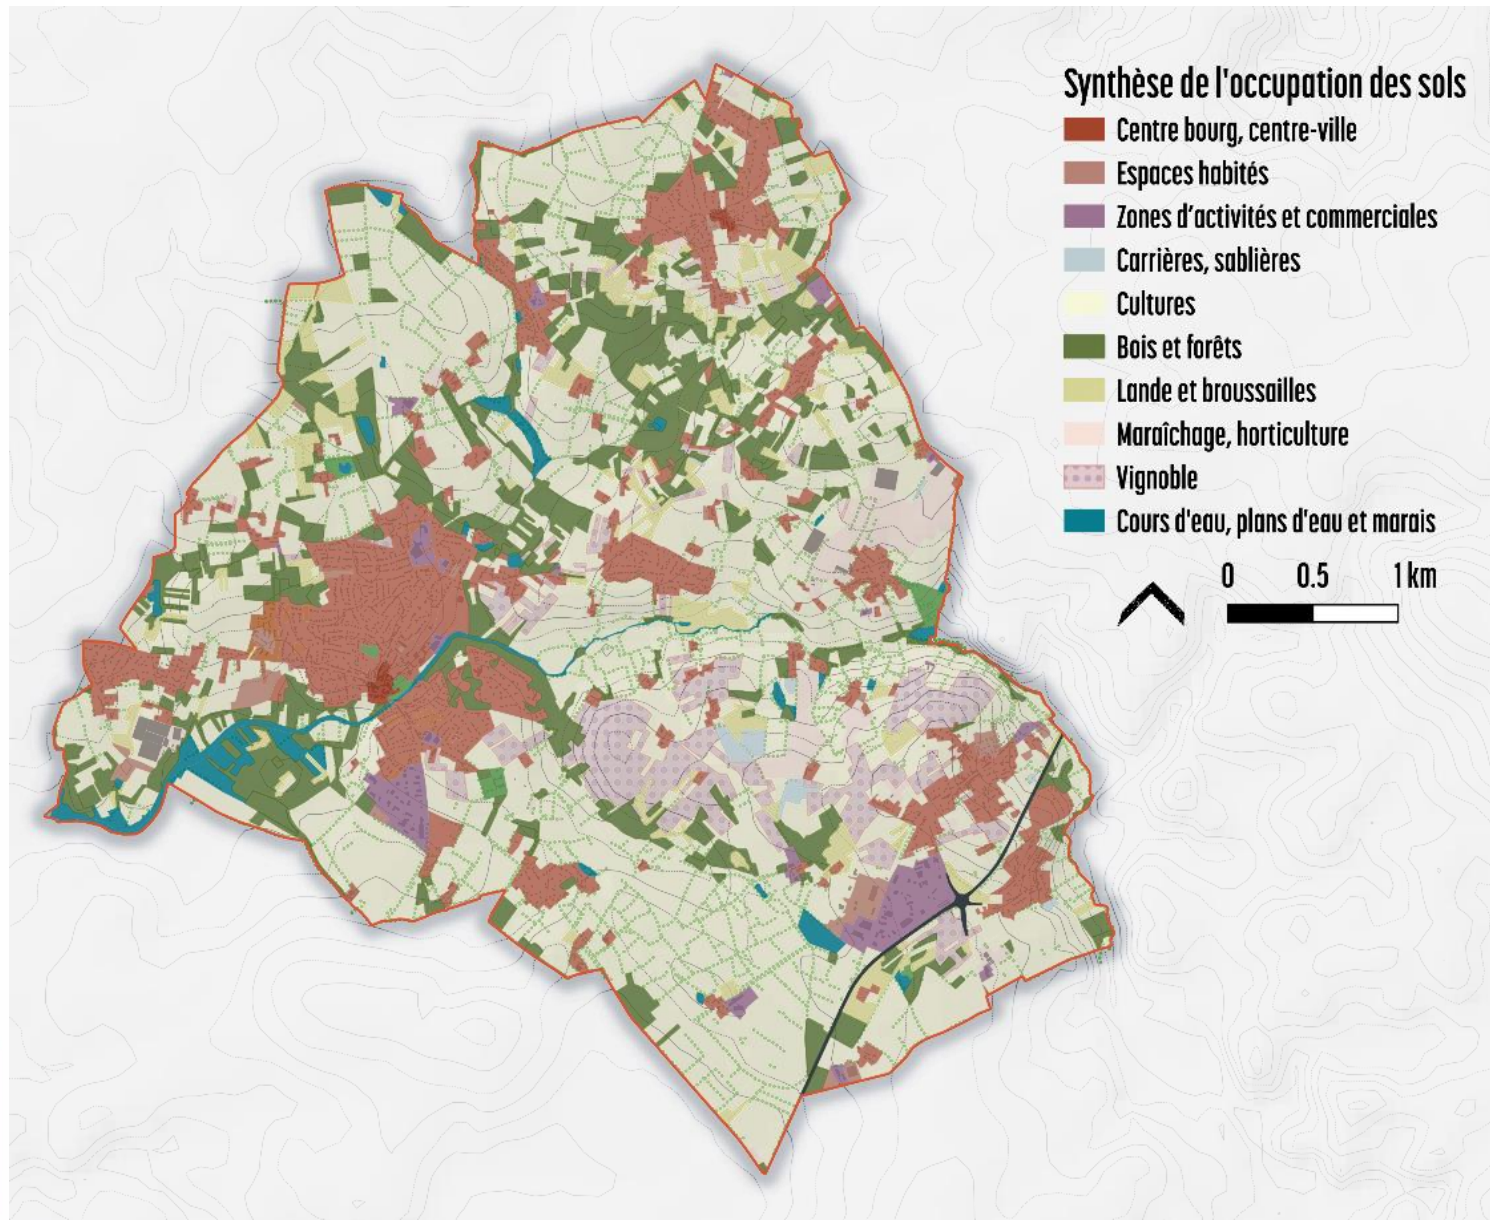 Synthèse de l'occupation des sols
Centre bourg, centre-ville
Espaces habités
Zones d'activités et commerciales
Carrières, sablières
Cultures
Bois et forêts
Lande et broussailles
Maraîchage, horticulture
Vignoble
Cours d'eau, plans d'eau et marais
0 0.5 1 km